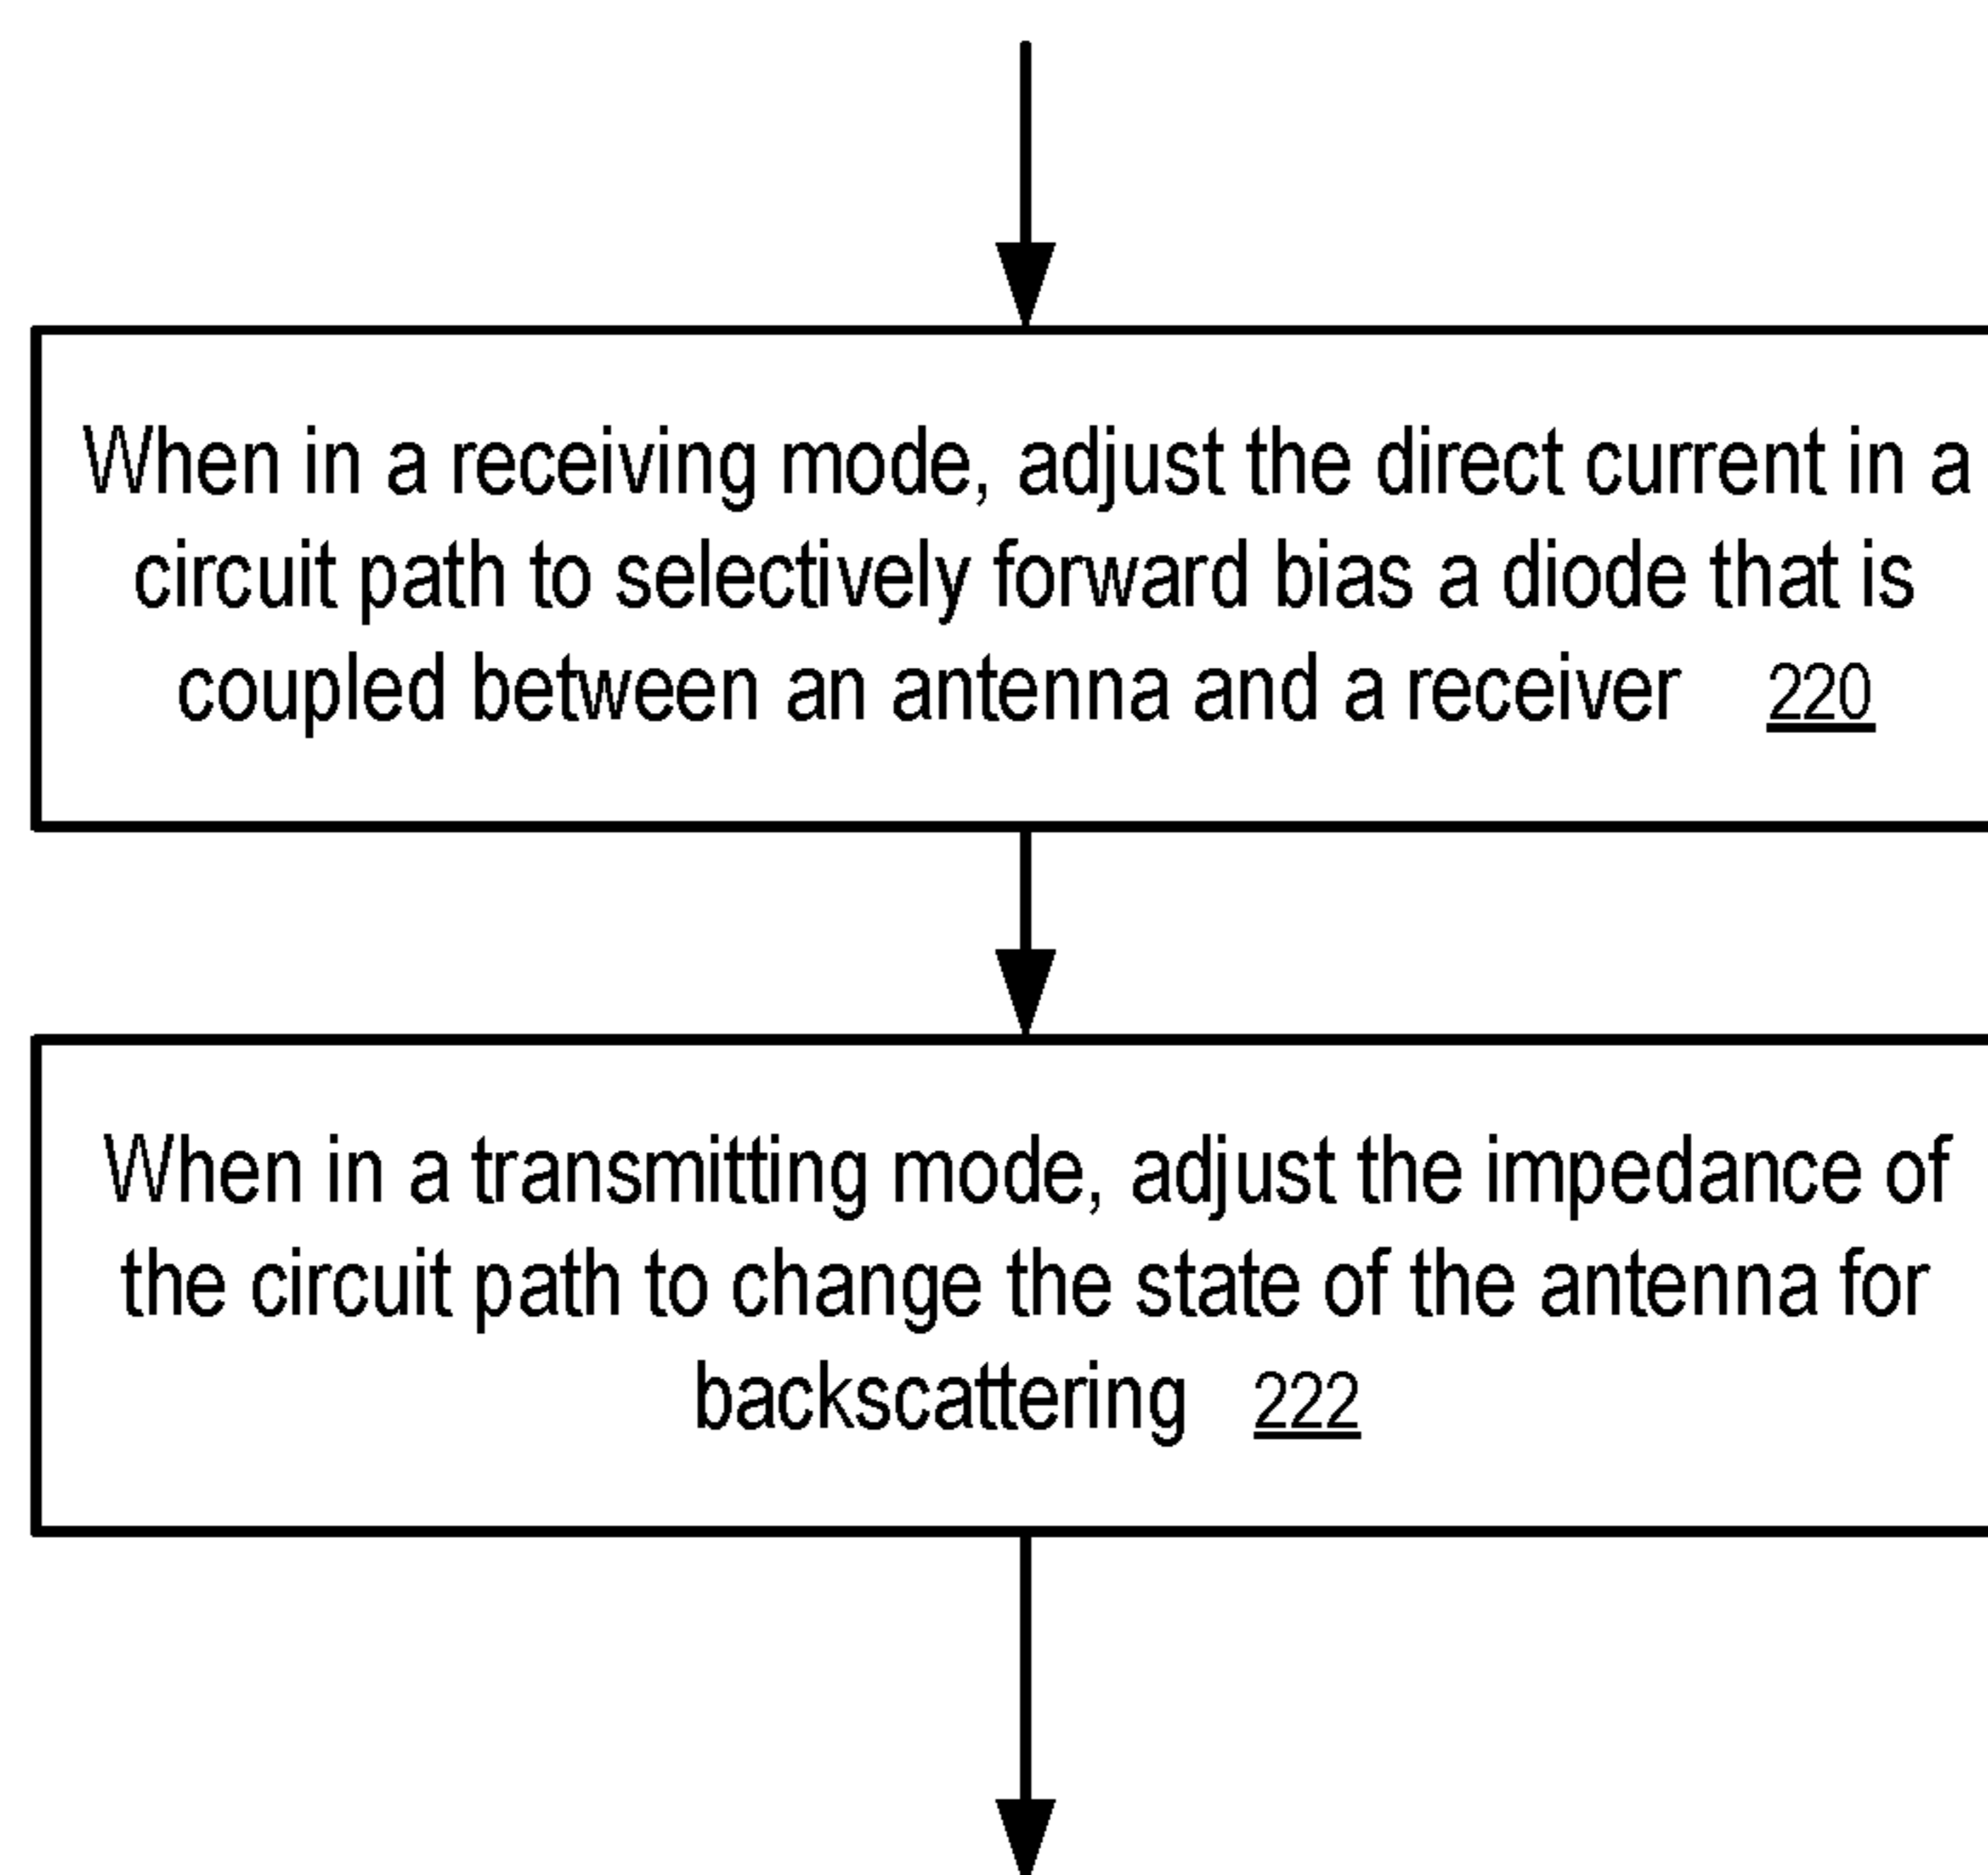 When in a receiving mode, adjust the direct current in a
circuit path to selectively forward bias a diode that is
coupled between an antenna and a receiver 220
When in a transmitting mode, adjust the impedance of
the circuit path to change the state of the antenna for
backscattering 222